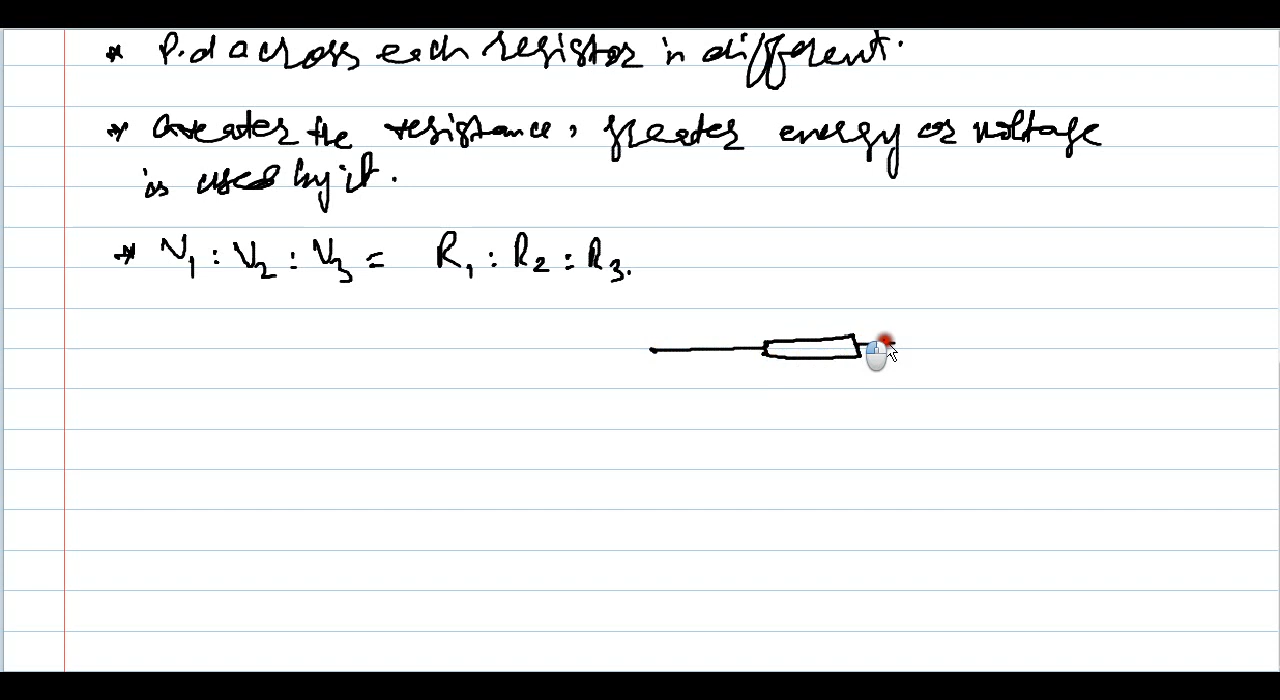 * P.d across each resistor is different.
* Greater the resistance, greater energy or voltage
is used by it.
* V1 : V2 : V3 = R1 : R2 : R3.